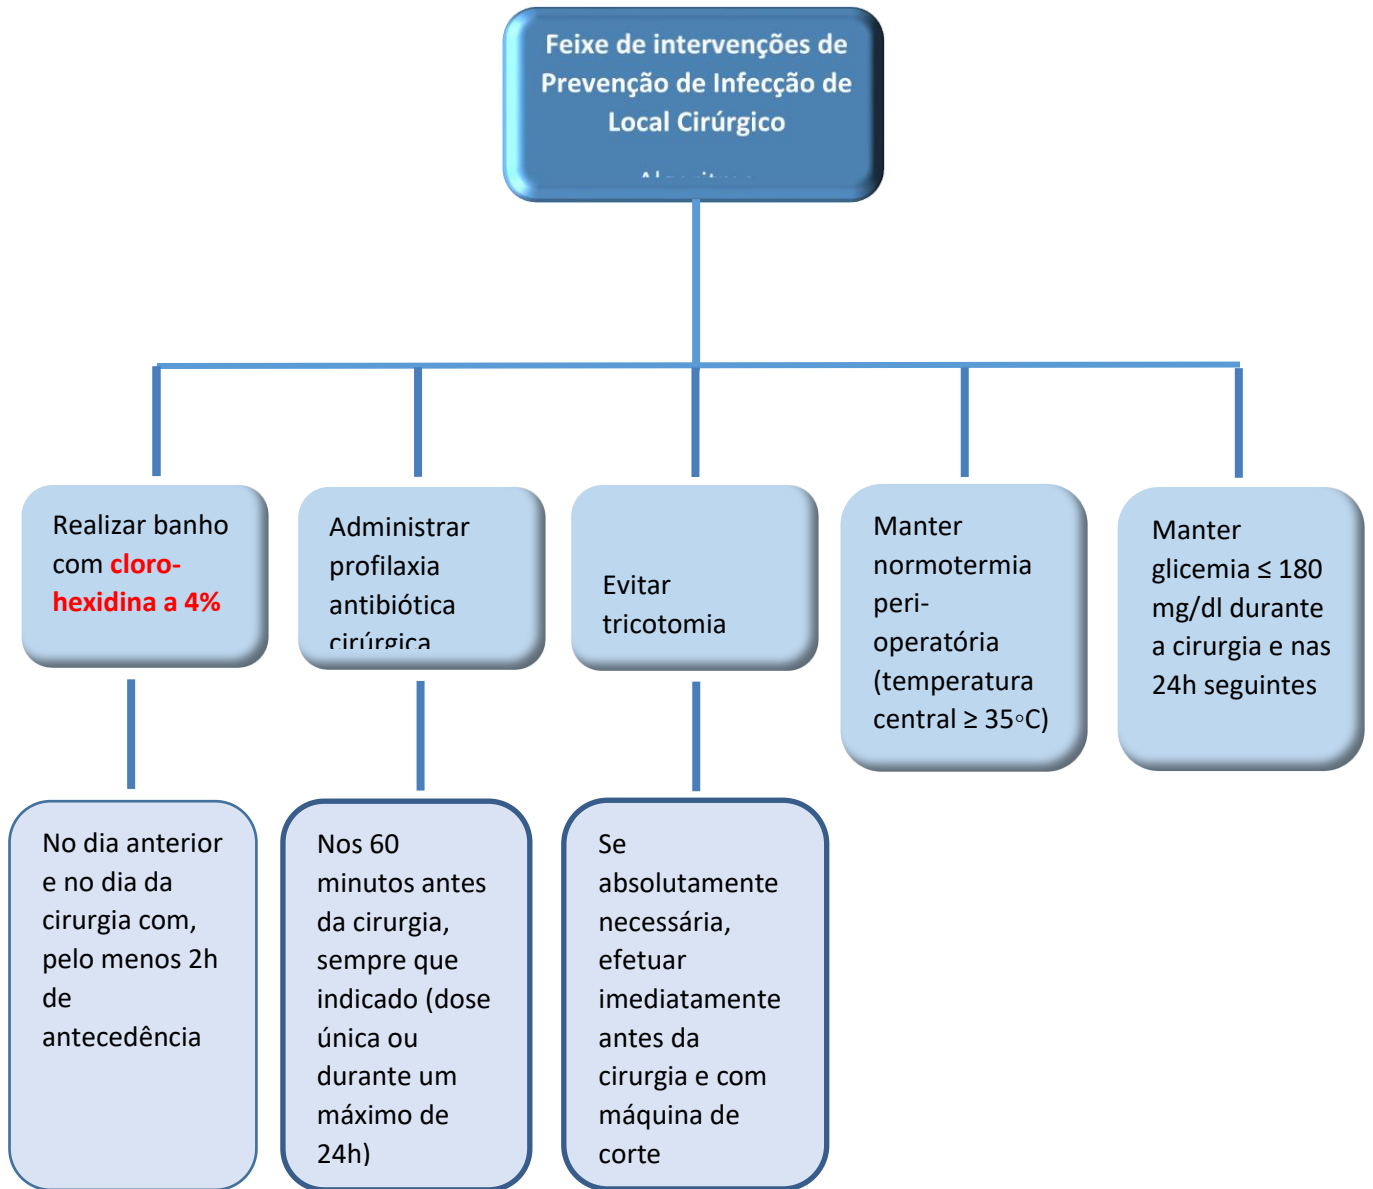 Feixe de intervenções de
Prevenção de Infecção de
Local Cirúrgico
Realizar banho
com cloro-
hexidina a 4%
Administrar
profilaxia
antibiótica
cirúrgica
Evitar
tricotomia
Manter
normotermia
peri-
operatória
(temperatura
central ≥ 35◦C)
Manter
glicemia ≤ 180
mg/dl durante
a cirurgia e nas
24h seguintes
No dia anterior
e no dia da
cirurgia com,
pelo menos 2h
de
antecedência
Nos 60
minutos antes
da cirurgia,
sempre que
indicado (dose
única ou
durante um
máximo de
24h)
Se
absolutamente
necessária,
efetuar
imediatamente
antes da
cirurgia e com
máquina de
corte